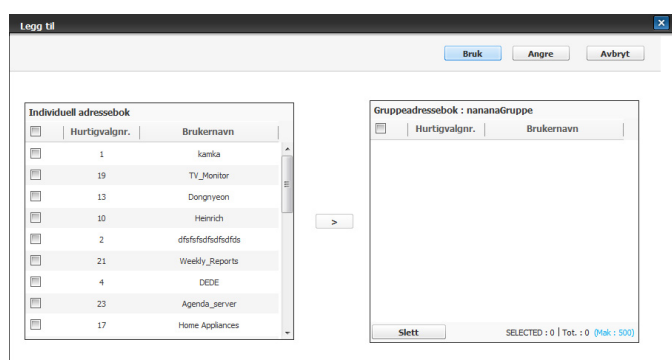 Legg til
Bruk Angre Avbryt
Individuell adressebok
Hurtigvalgnr. Brukernavn
1 kamka
19 TV_Monitor
13 Dongnyeon
10 Heinrich
2 dfsfsfsdfsdfsdfds
21 Weekly_Reports
4 DEDE
23 Agenda_server
17 Home Appliances
>
Gruppeadressebok : nananaGruppe
Hurtigvalgnr. Brukernavn
Slett SELECTED : 0 | Tot. : 0 (Mak : 500)